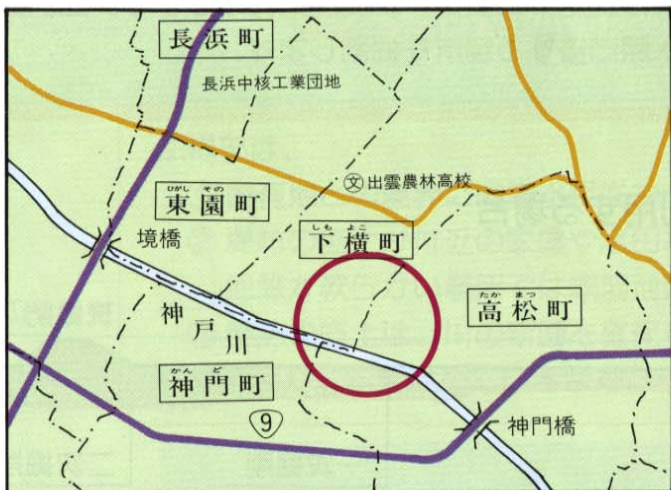 長浜町
長浜中核工業団地
文出雲農林高校
ひがし その
東園町
しも よこ
下横町
境橋
たか まつ
高松町
神戸川
かん ど
神門町
9
神門橋